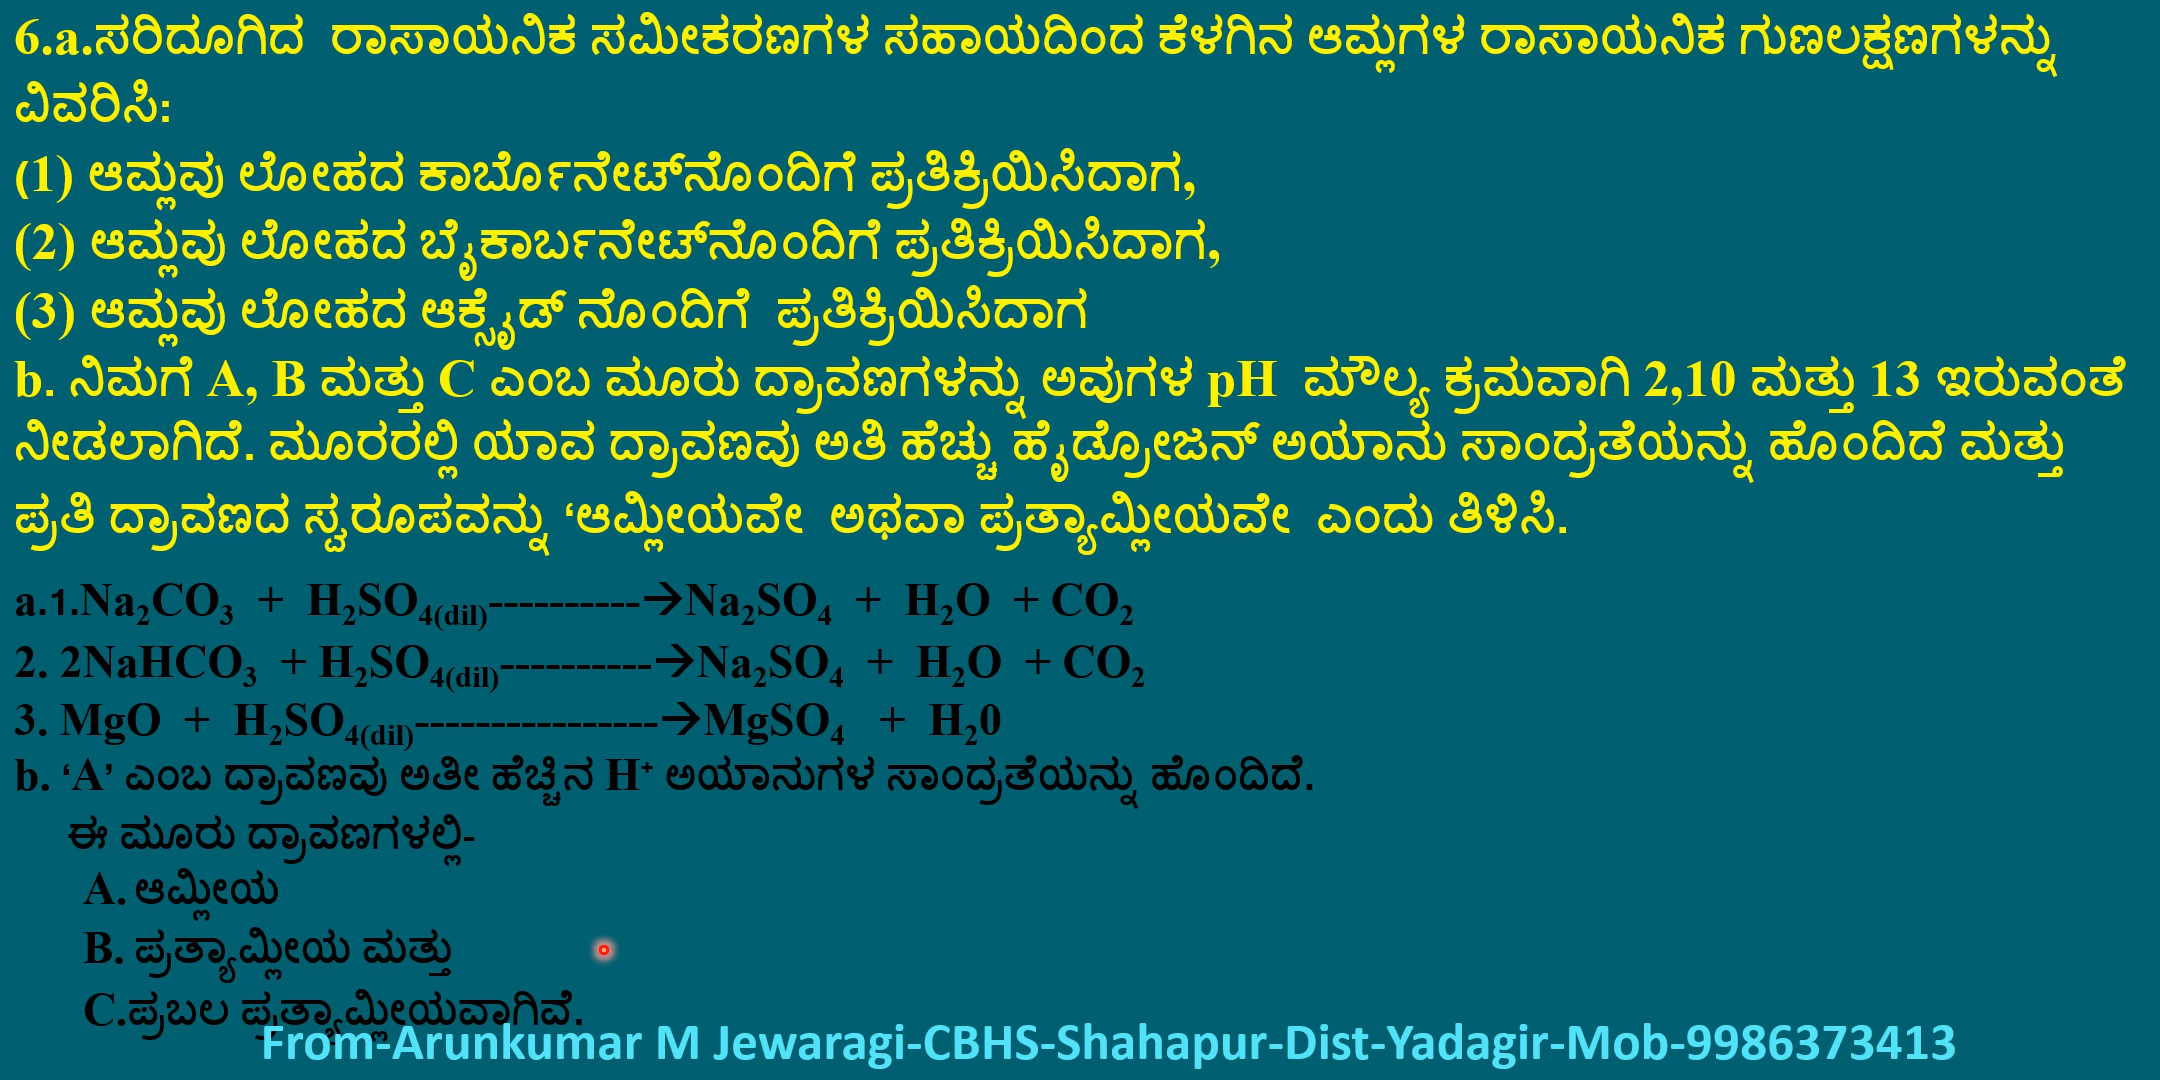 6.a.ಸರಿದೂಗಿದ ರಾಸಾಯನಿಕ ಸಮೀಕರಣಗಳ ಸಹಾಯದಿಂದ ಕೆಳಗಿನ ಆಮ್ಲಗಳ ರಾಸಾಯನಿಕ ಗುಣಲಕ್ಷಣಗಳನ್ನು
ವಿವರಿಸಿ:
(1) ಆಮ್ಲವು ಲೋಹದ ಕಾರ್ಬೊನೇಟ್‌ನೊಂದಿಗೆ ಪ್ರತಿಕ್ರಿಯಿಸಿದಾಗ,
(2) ಆಮ್ಲವು ಲೋಹದ ಬೈಕಾರ್ಬನೇಟ್‌ನೊಂದಿಗೆ ಪ್ರತಿಕ್ರಿಯಿಸಿದಾಗ,
(3) ಆಮ್ಲವು ಲೋಹದ ಆಕ್ಸೈಡ್ ನೊಂದಿಗೆ ಪ್ರತಿಕ್ರಿಯಿಸಿದಾಗ
b. ನಿಮಗೆ A, B ಮತ್ತು C ಎಂಬ ಮೂರು ದ್ರಾವಣಗಳನ್ನು ಅವುಗಳ pH ಮೌಲ್ಯ ಕ್ರಮವಾಗಿ 2,10 ಮತ್ತು 13 ಇರುವಂತೆ
ನೀಡಲಾಗಿದೆ. ಮೂರರಲ್ಲಿ ಯಾವ ದ್ರಾವಣವು ಅತಿ ಹೆಚ್ಚು ಹೈಡ್ರೋಜನ್ ಅಯಾನು ಸಾಂದ್ರತೆಯನ್ನು ಹೊಂದಿದೆ ಮತ್ತು
ಪ್ರತಿ ದ್ರಾವಣದ ಸ್ವರೂಪವನ್ನು ‘ಆಮ್ಲೀಯವೇ ಅಥವಾ ಪ್ರತ್ಯಾಮ್ಲೀಯವೇ ಎಂದು ತಿಳಿಸಿ.
a.1.Na₂CO₃ + H₂SO₄(dil)----------→Na₂SO₄ + H₂O + CO₂
2. 2NaHCO₃ + H₂SO₄(dil)----------→Na₂SO₄ + H₂O + CO₂
3. MgO + H₂SO₄(dil)----------------→MgSO₄ + H₂0
b. ‘A’ ಎಂಬ ದ್ರಾವಣವು ಅತೀ ಹೆಚ್ಚಿನ H⁺ ಅಯಾನುಗಳ ಸಾಂದ್ರತೆಯನ್ನು ಹೊಂದಿದೆ.
ಈ ಮೂರು ದ್ರಾವಣಗಳಲ್ಲಿ-
A. ಆಮ್ಲೀಯ
B. ಪ್ರತ್ಯಾಮ್ಲೀಯ ಮತ್ತು
C.ಪ್ರಬಲ ಪ್ರತ್ಯಾಮ್ಲೀಯವಾಗಿವೆ.
From-Arunkumar M Jewaragi-CBHS-Shahapur-Dist-Yadagir-Mob-9986373413